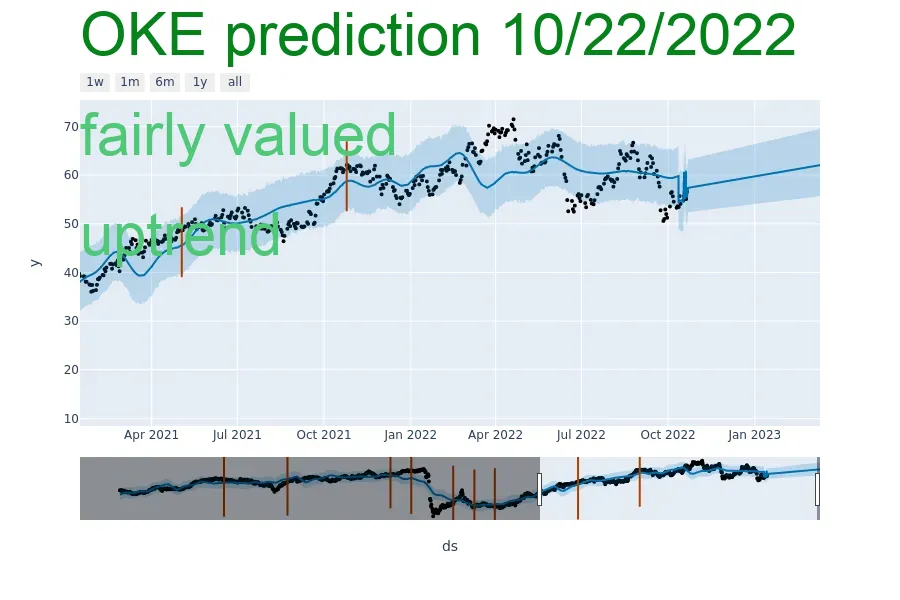 OKE prediction 10/22/2022
1w 1m 6m 1y all
fairly valued
uptrend
y
70
60
50
40
30
20
10
Apr 2021 Jul 2021 Oct 2021 Jan 2022 Apr 2022 Jul 2022 Oct 2022 Jan 2023
ds